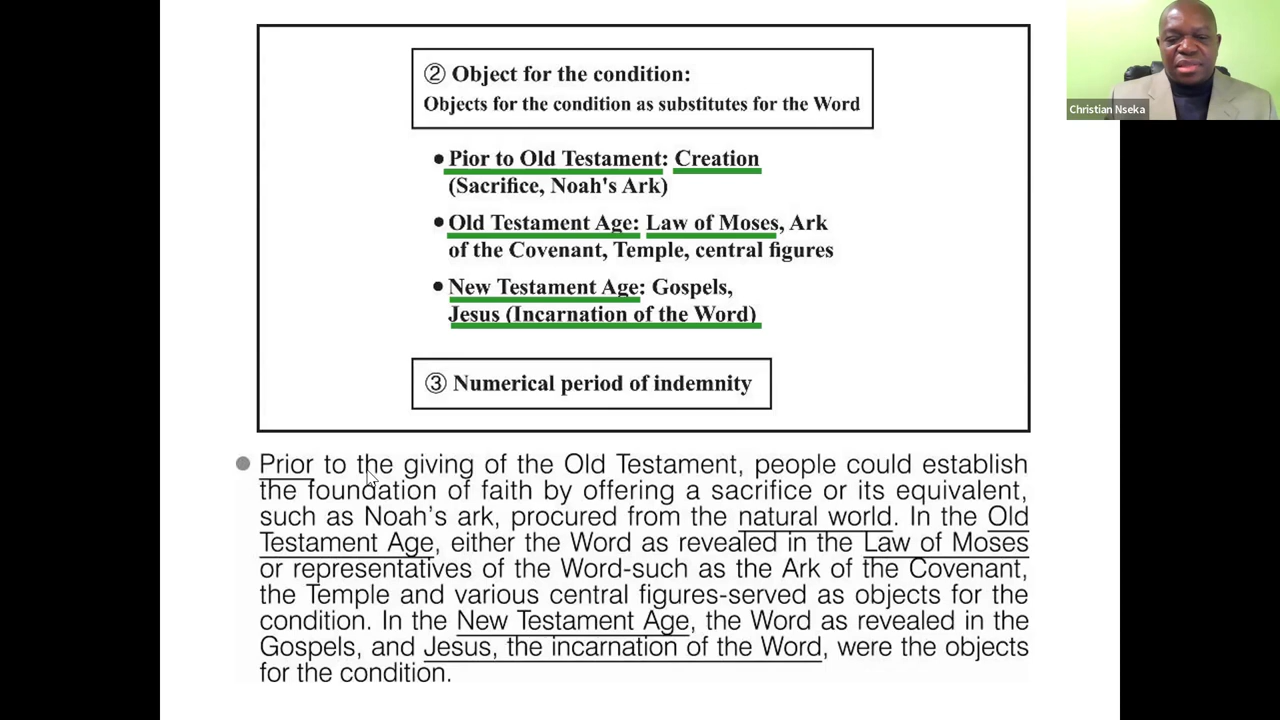 ② Object for the condition:
Objects for the condition as substitutes for the Word
• Pior to Old Testament: Creation
(Sacrifice, Noah's Ark)
• Old Testament Age: Law of Moses, Ark
of the Covenant, Temple, central figures
• New Testament Age: Gospels,
Jesus (Incarnation of the Word)
③ Numerical period of indemnity
● Prior to the giving of the Old Testament, people could establish
the foundation of faith by offering a sacrifice or its equivalent,
such as Noah's ark, procured from the natural world. In the Old
Testament Age, either the Word as revealed in the Law of Moses
or representatives of the Word-such as the Ark of the Covenant,
the Temple and various central figures-served as objects for the
condition. In the New Testament Age, the Word as revealed in the
Gospels, and Jesus, the incarnation of the Word, were the objects
for the condition.
Christian Nseka